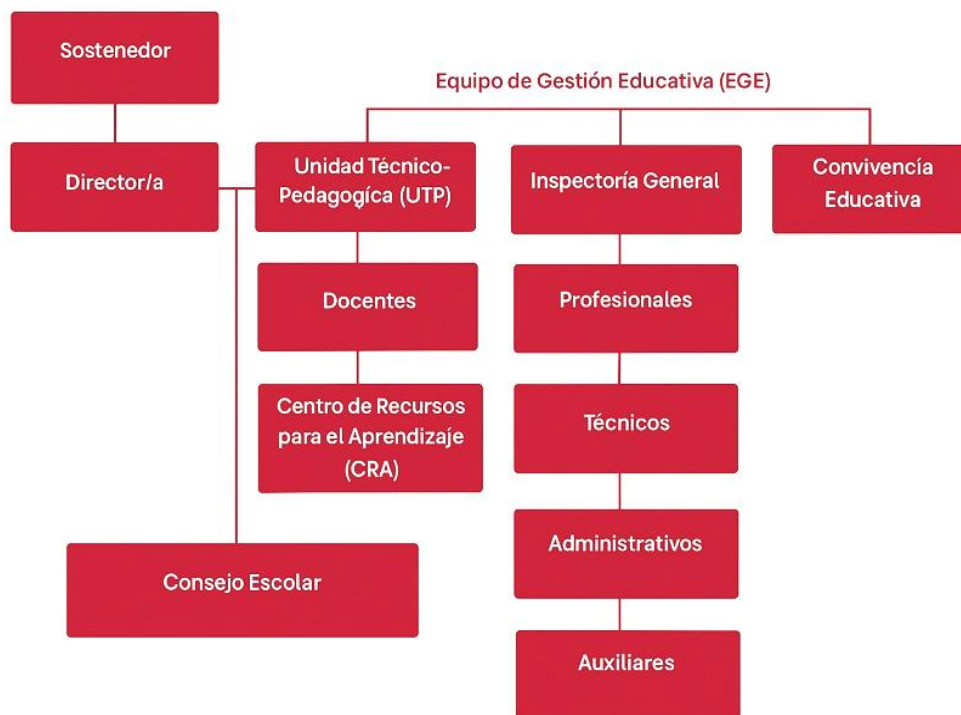 Sostenedor
Equipo de Gestión Educativa (EGE)
Director/a
Unidad Técnico-
Pedagogíca (UTP)
Inspectoría General
Convivencía
Educativa
Docentes
Profesionales
Centro de Recursos
para el Aprendizaje
(CRA)
Técnicos
Administrativos
Consejo Escolar
Auxiliares